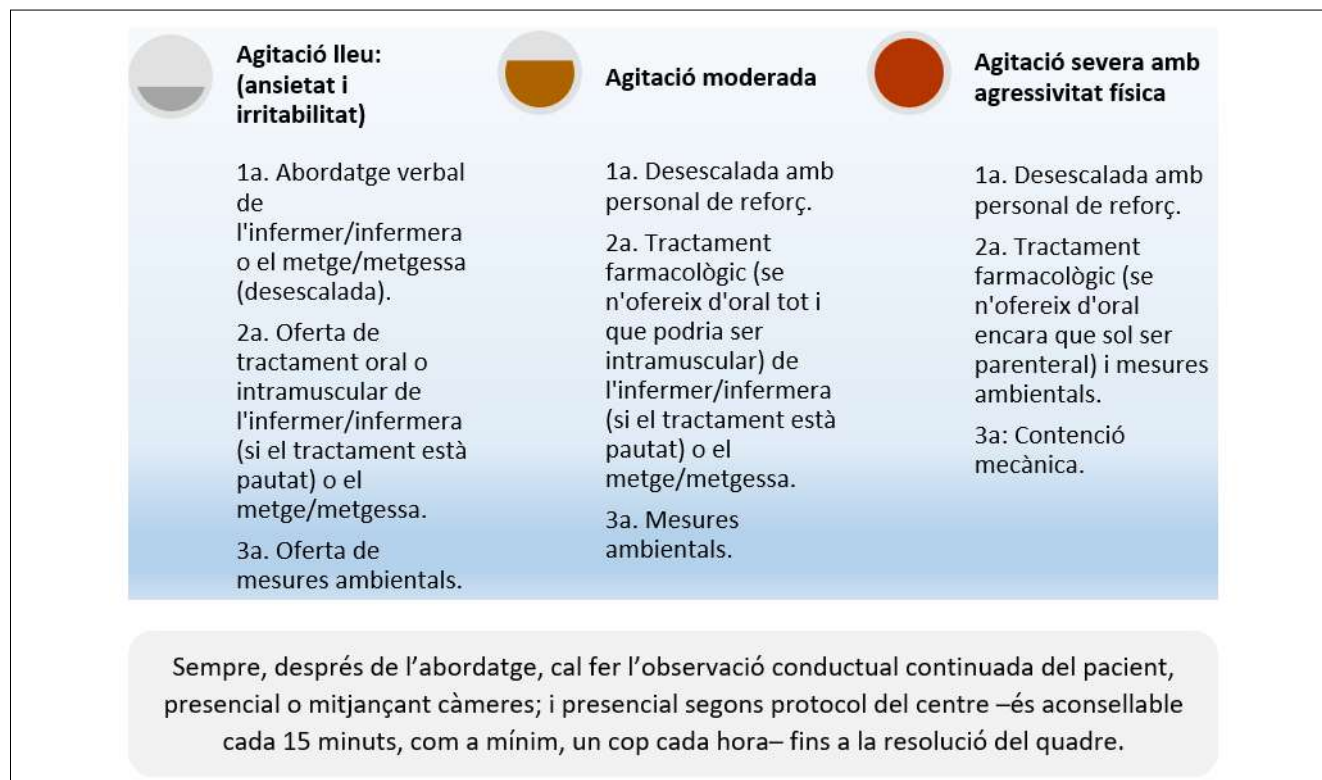 Agitació lleu:
(ansietat i
irritabilitat)
1a. Abordatge verbal
de
l'infermer/infermera
o el metge/metgessa
(desescalada).
2a. Oferta de
tractament oral o
intramuscular de
l'infermer/infermera
(si el tractament està
pautat) o el
metge/metgessa.
3a. Oferta de
mesures ambientals.
Agitació moderada
1a. Desescalada amb
personal de reforç.
2a. Tractament
farmacològic (se
n'ofereix d'oral tot i
que podria ser
intramuscular) de
l'infermer/infermera
(si el tractament està
pautat) o el
metge/metgessa.
3a. Mesures
ambientals.
Agitació severa amb
agressivitat física
1a. Desescalada amb
personal de reforç.
2a. Tractament
farmacològic (se
n'ofereix d'oral
encara que sol ser
parenteral) i mesures
ambientals.
3a: Contenció
mecànica.
Sempre, després de l’abordatge, cal fer l’observació conductual continuada del pacient,
presencial o mitjançant càmeres; i presencial segons protocol del centre –és aconsellable
cada 15 minuts, com a mínim, un cop cada hora– fins a la resolució del quadre.